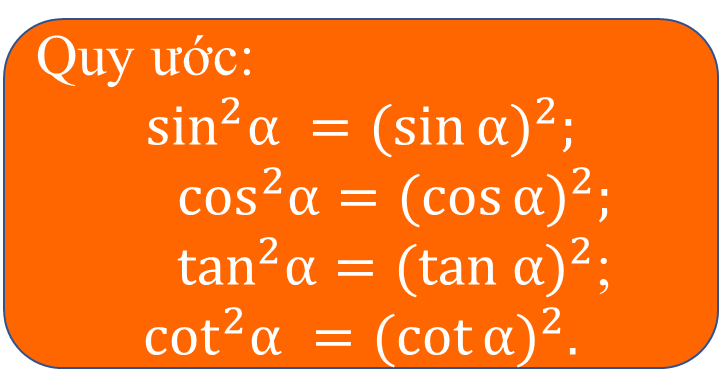 Quy ước:
sin²α = (sin α)²;
cos²α = (cos α)²;
tan²α = (tan α)²;
cot²α = (cot α)².